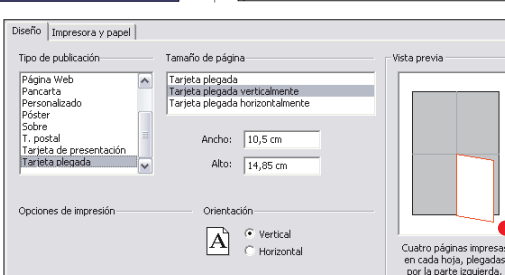 Diseño Impresora y papel
Tipo de publicación
Página Web
Pancarta
Personalizado
Póster
Sobre
T. postal
Tarjeta de presentación
Tarjeta plegada
Tamaño de página
Tarjeta plegada
Tarjeta plegada verticalmente
Tarjeta plegada horizontalmente
Ancho: 10,5 cm
Alto: 14,85 cm
Vista previa
Opciones de impresión
Orientación
A
Vertical
Horizontal
Cuatro páginas impresas
en cada hoja, plegadas
por la parte izquierda.